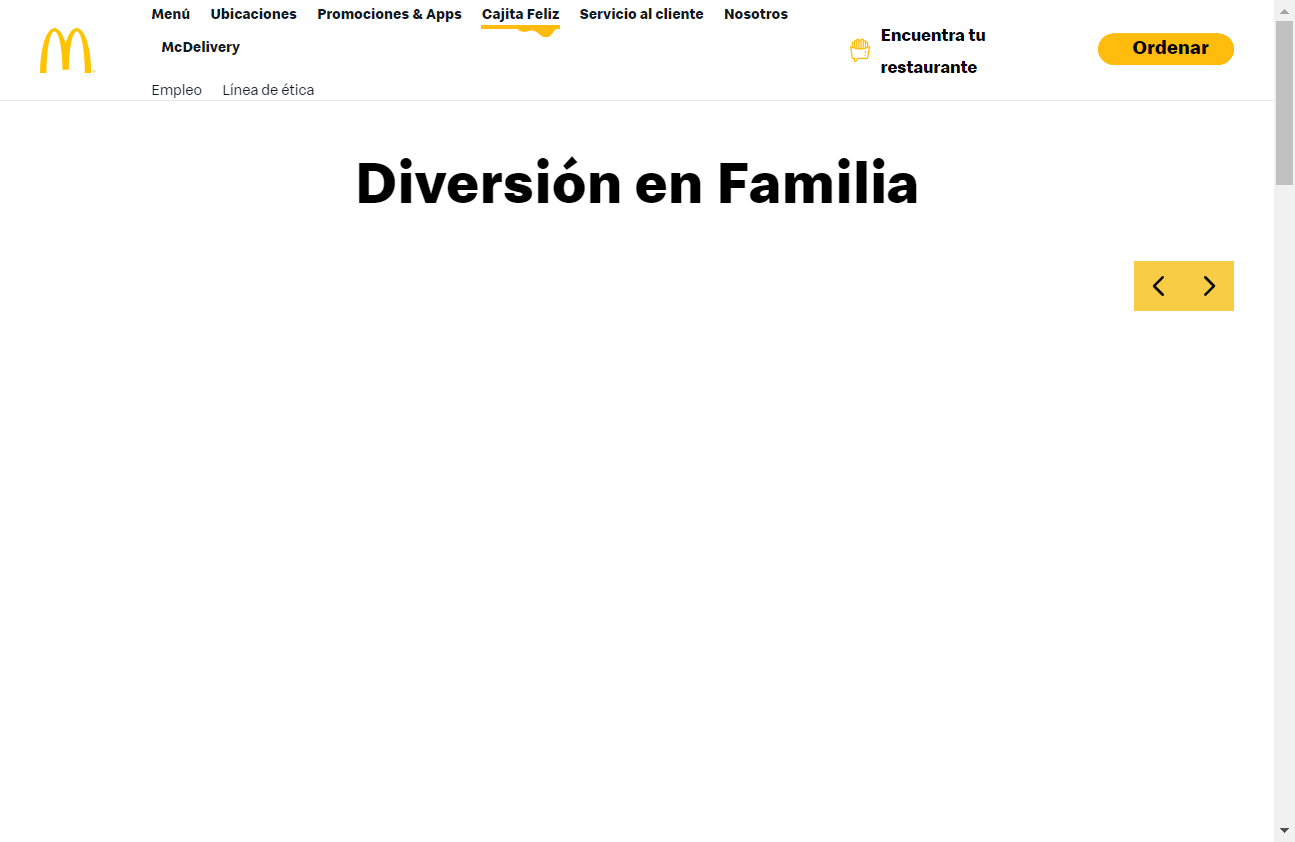 Menú Ubicaciones Promociones & Apps Cajita Feliz Servicio al cliente Nosotros
McDelivery
Encuentra tu
restaurante
Ordenar
Empleo Línea de ética
Diversión en Familia